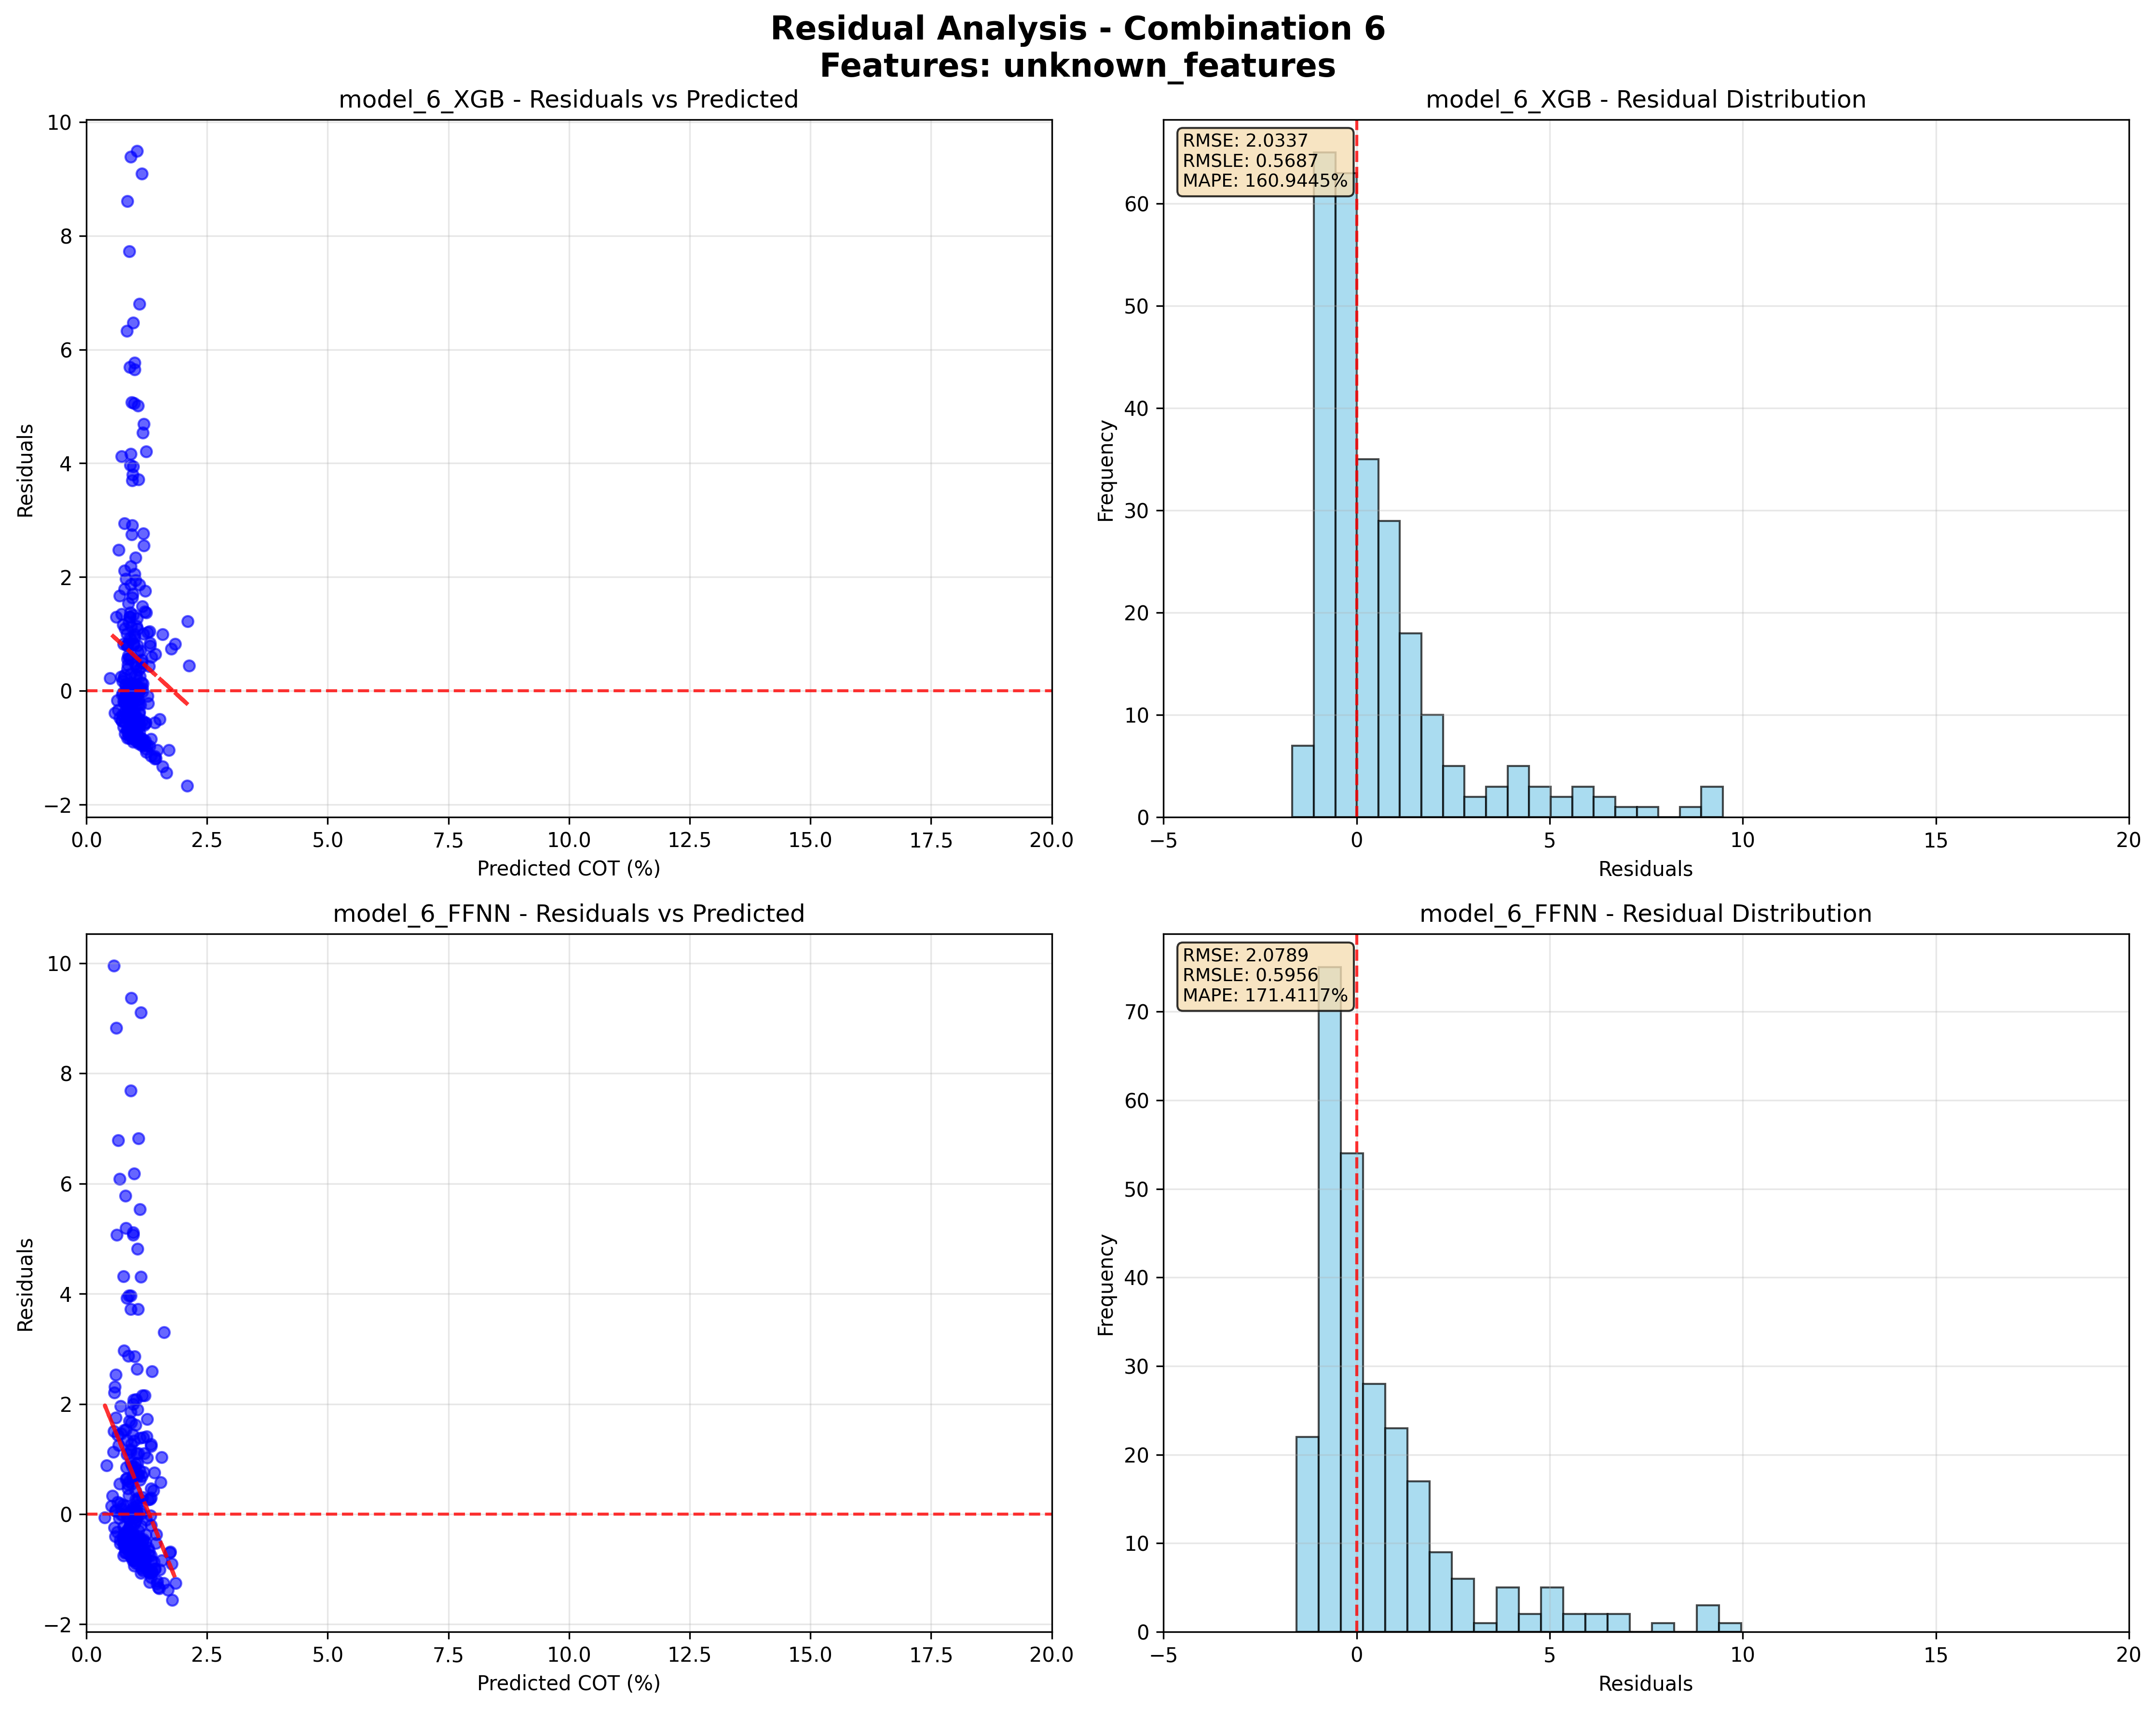 Residual Analysis - Combination 6
Features: unknown_features
model_6_XGB - Residuals vs Predicted
10
8
6
4
2
0
−2
Residuals
0.0 2.5 5.0 7.5 10.0 12.5 15.0 17.5 20.0
Predicted COT (%)
model_6_XGB - Residual Distribution
RMSE: 2.0337
RMSLE: 0.5687
MAPE: 160.9445%
60
50
40
30
20
10
0
Frequency
−5 0 5 10 15 20
Residuals
model_6_FFNN - Residuals vs Predicted
10
8
6
4
2
0
−2
Residuals
0.0 2.5 5.0 7.5 10.0 12.5 15.0 17.5 20.0
Predicted COT (%)
model_6_FFNN - Residual Distribution
RMSE: 2.0789
RMSLE: 0.5956
MAPE: 171.4117%
70
60
50
40
30
20
10
0
Frequency
−5 0 5 10 15 20
Residuals